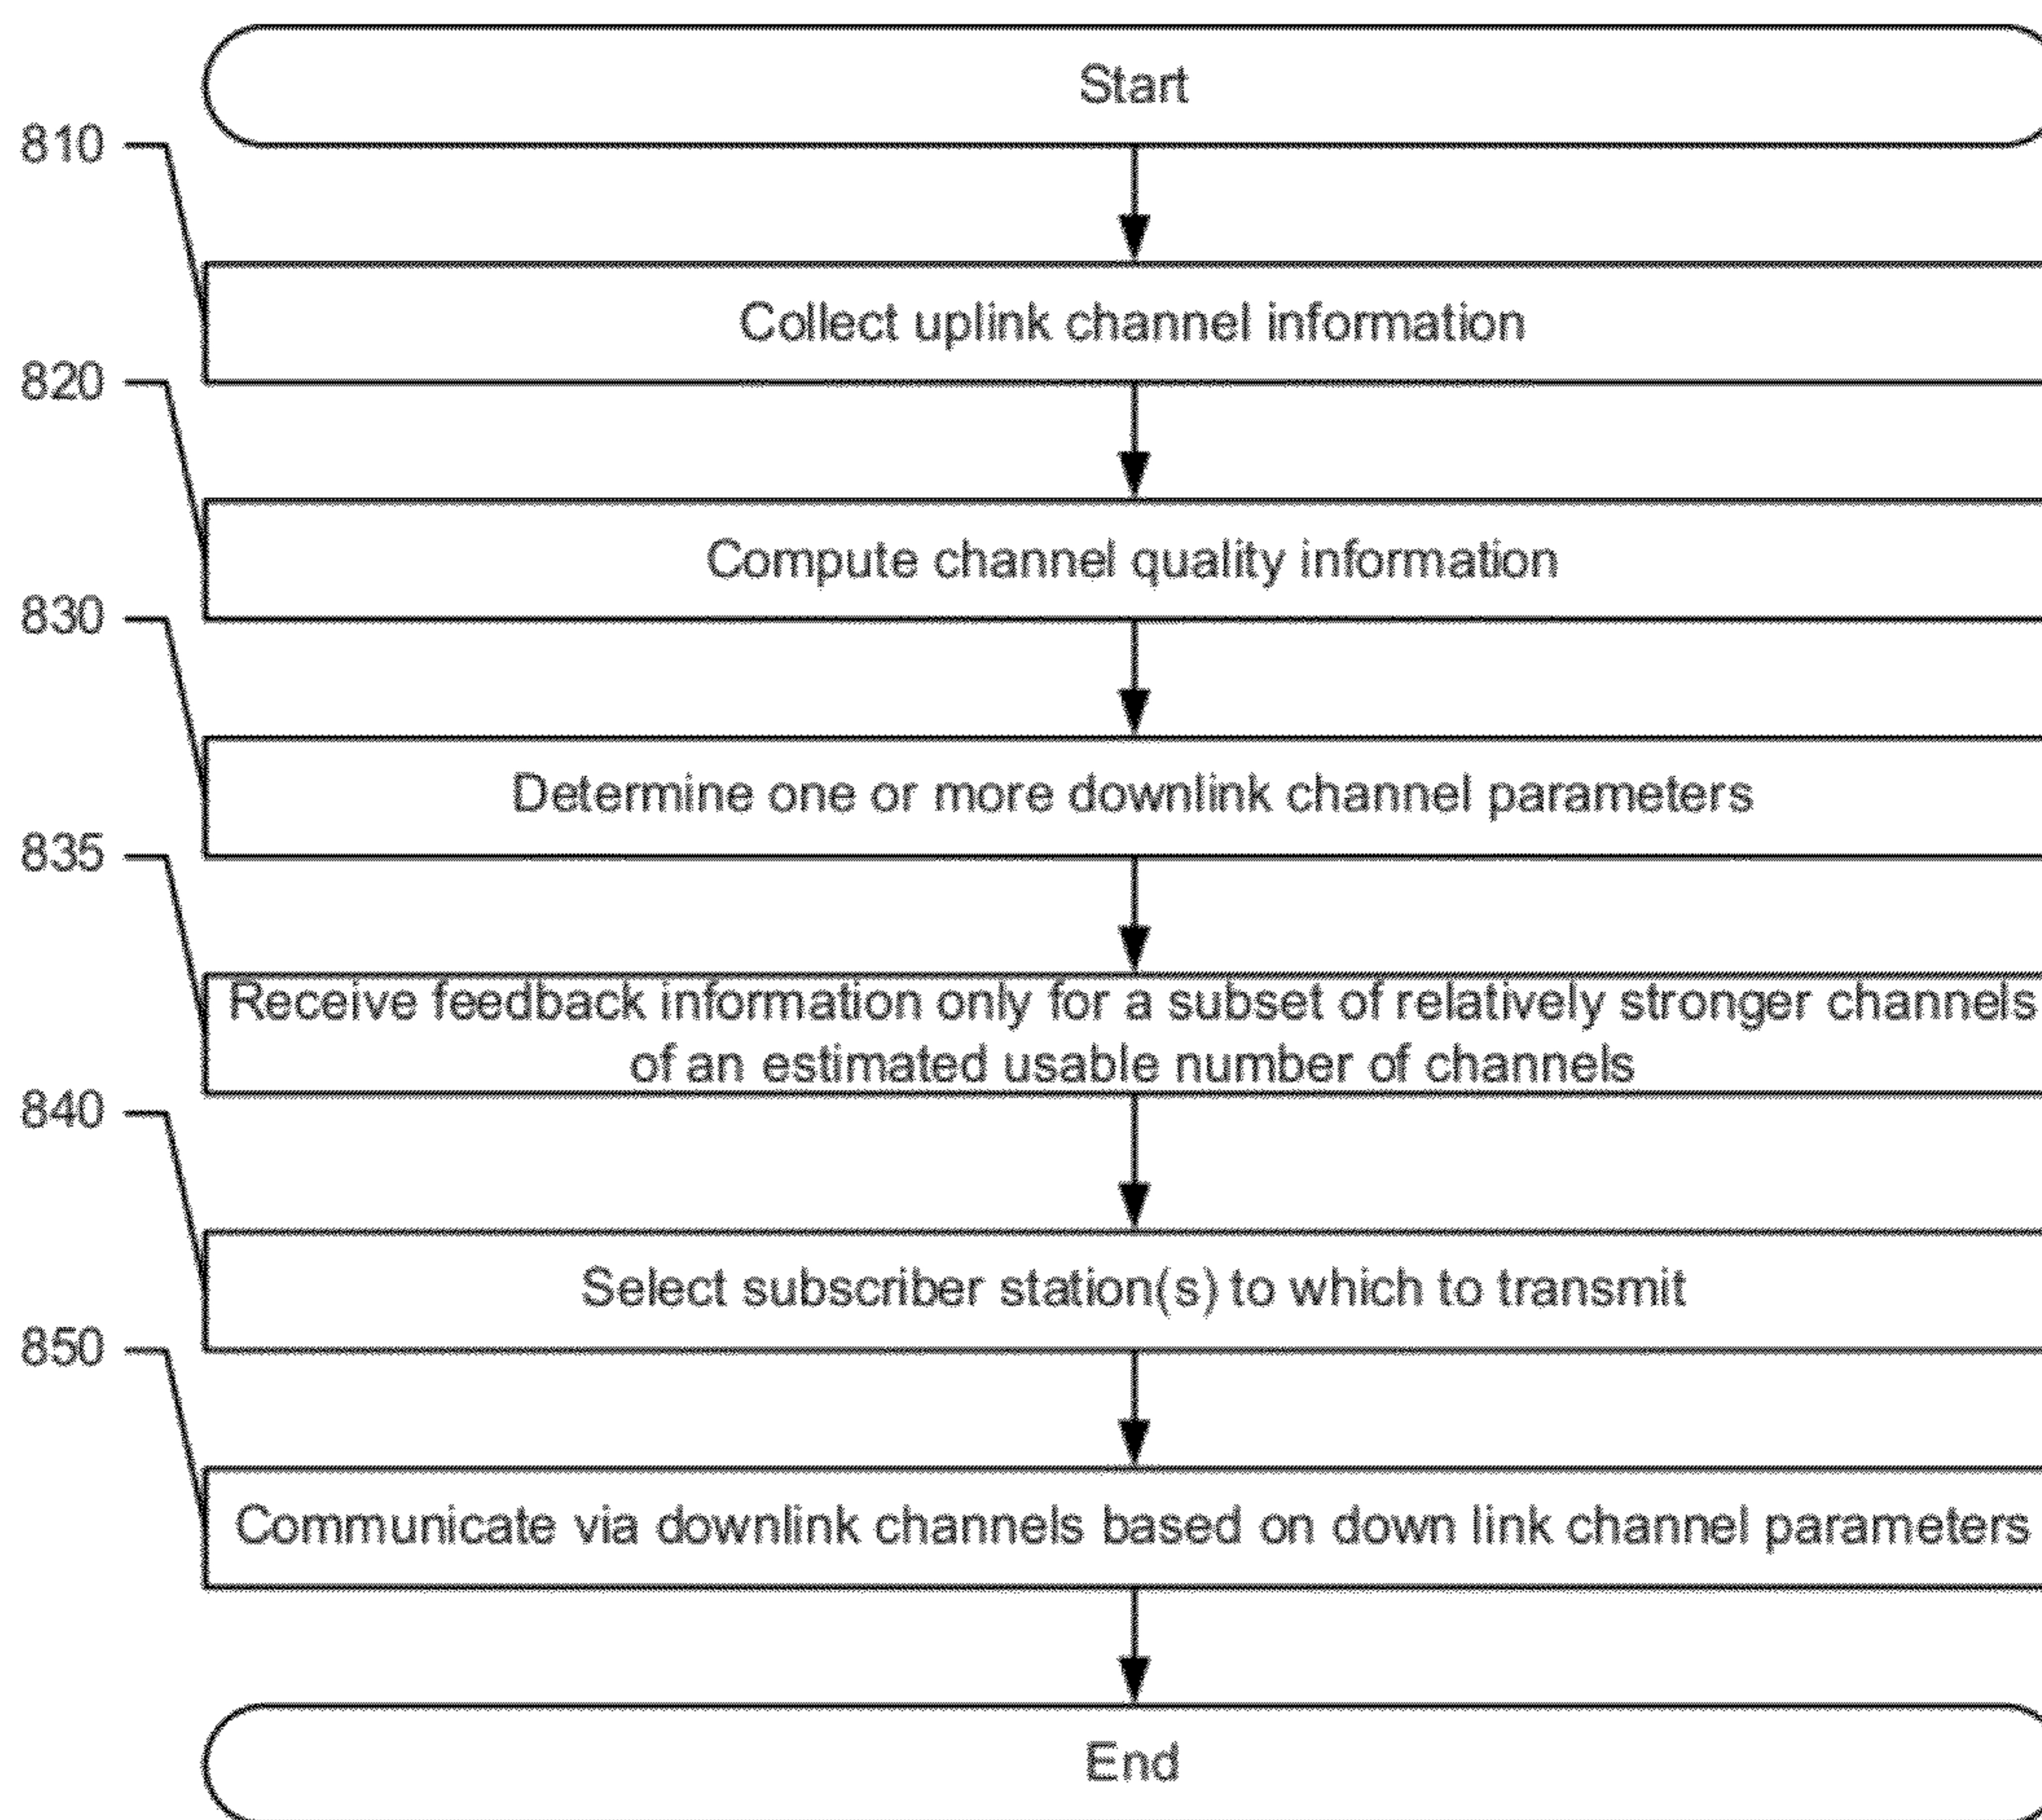 Start
810
Collect uplink channel information
820
Compute channel quality information
830
Determine one or more downlink channel parameters
835
Receive feedback information only for a subset of relatively stronger channels
of an estimated usable number of channels
840
Select subscriber station(s) to which to transmit
850
Communicate via downlink channels based on down link channel parameters
End